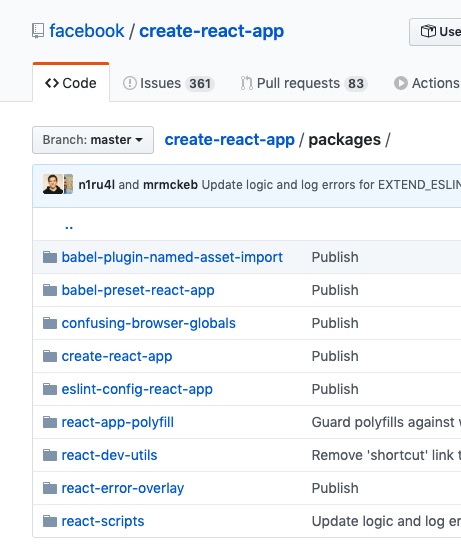 facebook / create-react-app
Use
Code Issues 361 Pull requests 83 Actions
Branch: master create-react-app / packages /
n1ru4l and mrmckeb Update logic and log errors for EXTEND_ESLIN
..
babel-plugin-named-asset-import Publish
babel-preset-react-app Publish
confusing-browser-globals Publish
create-react-app Publish
eslint-config-react-app Publish
react-app-polyfill Guard polyfills against
react-dev-utils Remove 'shortcut' link t
react-error-overlay Publish
react-scripts Update logic and log er